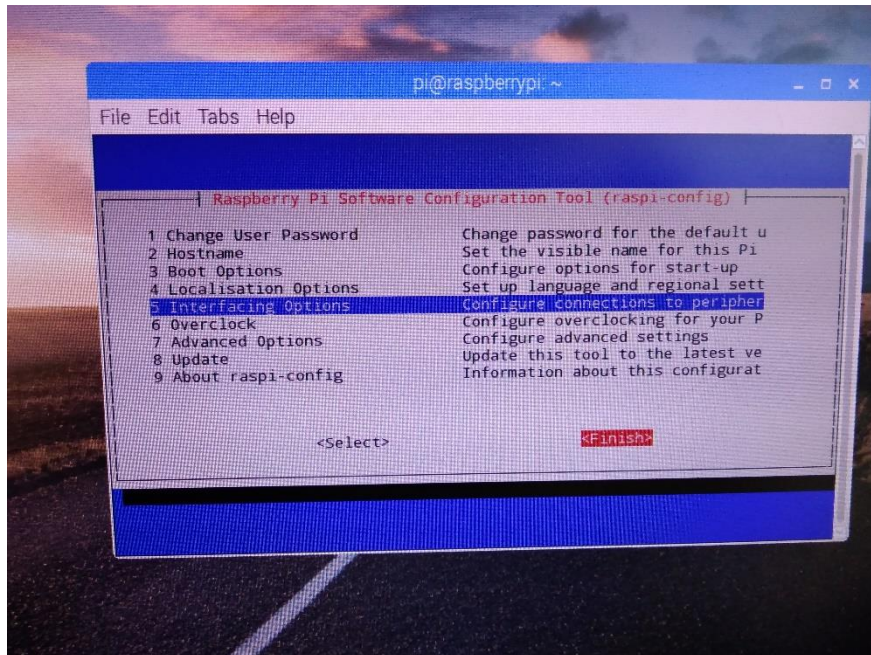 pi@raspberrypi: ~
File Edit Tabs Help
Raspberry Pi Software Configuration Tool (raspi-config)
1 Change User Password Change password for the default u
2 Hostname Set the visible name for this Pi
3 Boot Options Configure options for start-up
4 Localisation Options Set up language and regional sett
5 Interfacing Options Configure connections to peripher
6 Overclock Configure overclocking for your P
7 Advanced Options Configure advanced settings
8 Update Update this tool to the latest ve
9 About raspi-config Information about this configurat
<Select> <Finish>